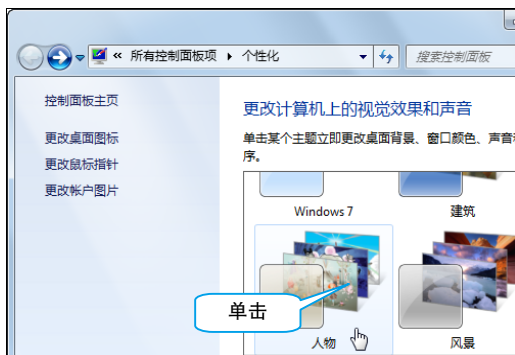 « 所有控制面板项 ▸ 个性化
搜索控制面板
控制面板主页
更改桌面图标
更改鼠标指针
更改帐户图片
更改计算机上的视觉效果和声音
单击某个主题立即更改桌面背景、窗口颜色、声音
序。
Windows 7
建筑
单击
人物
风景